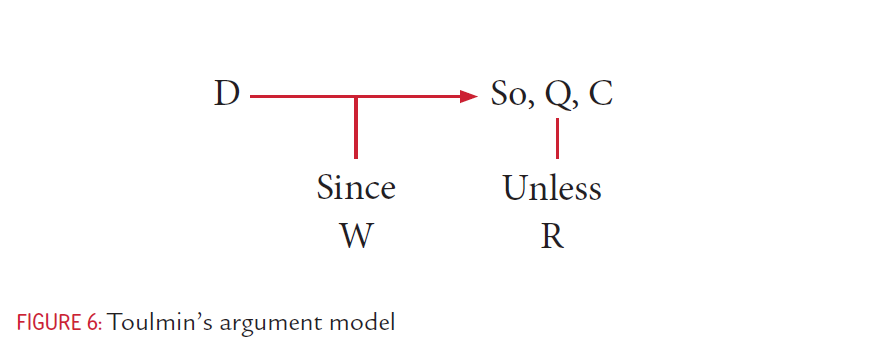 D
So, Q, C
Since
Unless
W
R
FIGURE 6: Toulmin's argument model